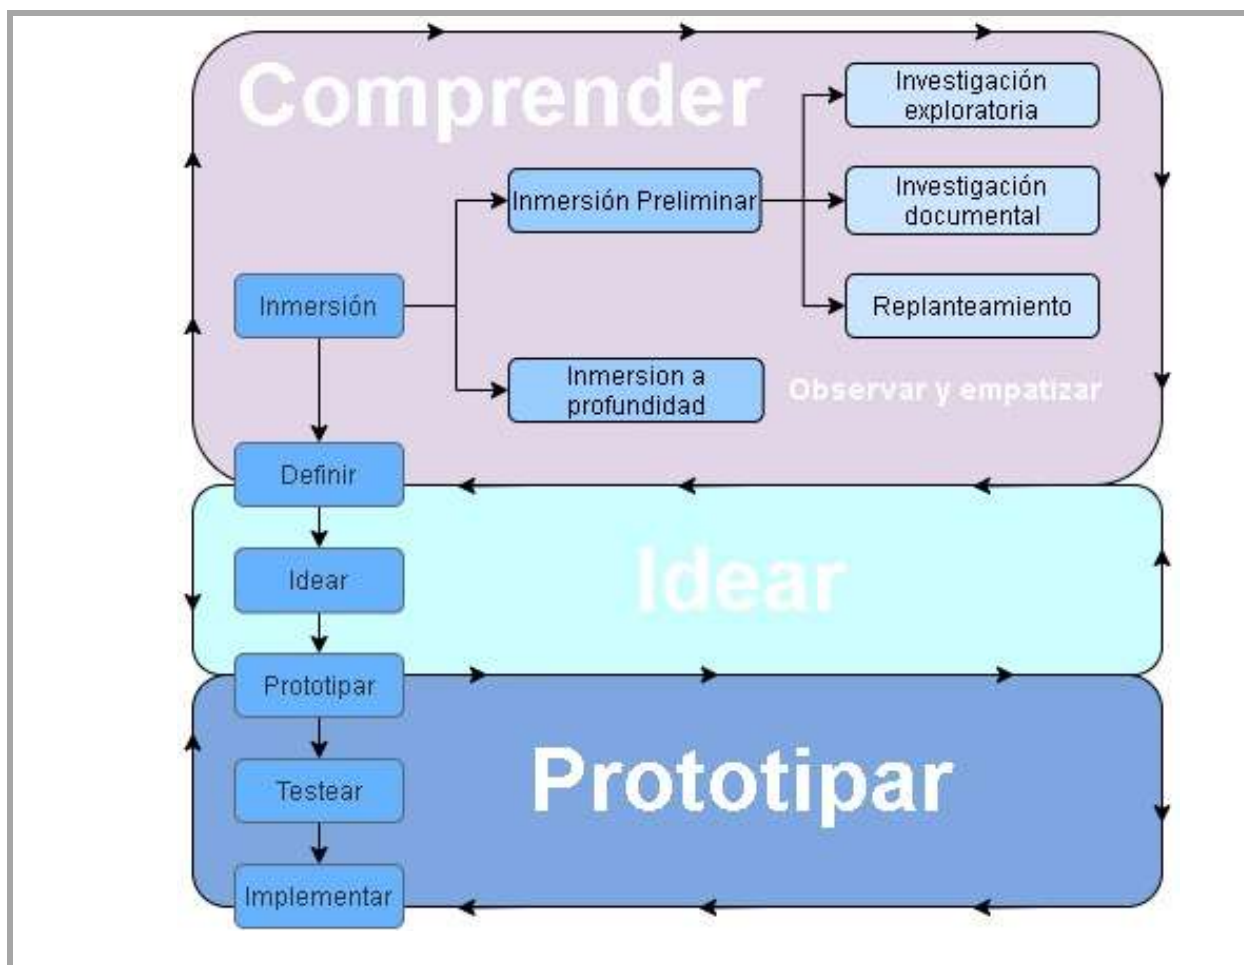 Comprender
Investigación
exploratoria
Inmersión Preliminar
Investigación
documental
Inmersión
Replanteamiento
Inmersion a
profundidad
Observar y empatizar
Definir
Idear
Idear
Prototipar
Prototipar
Testear
Implementar